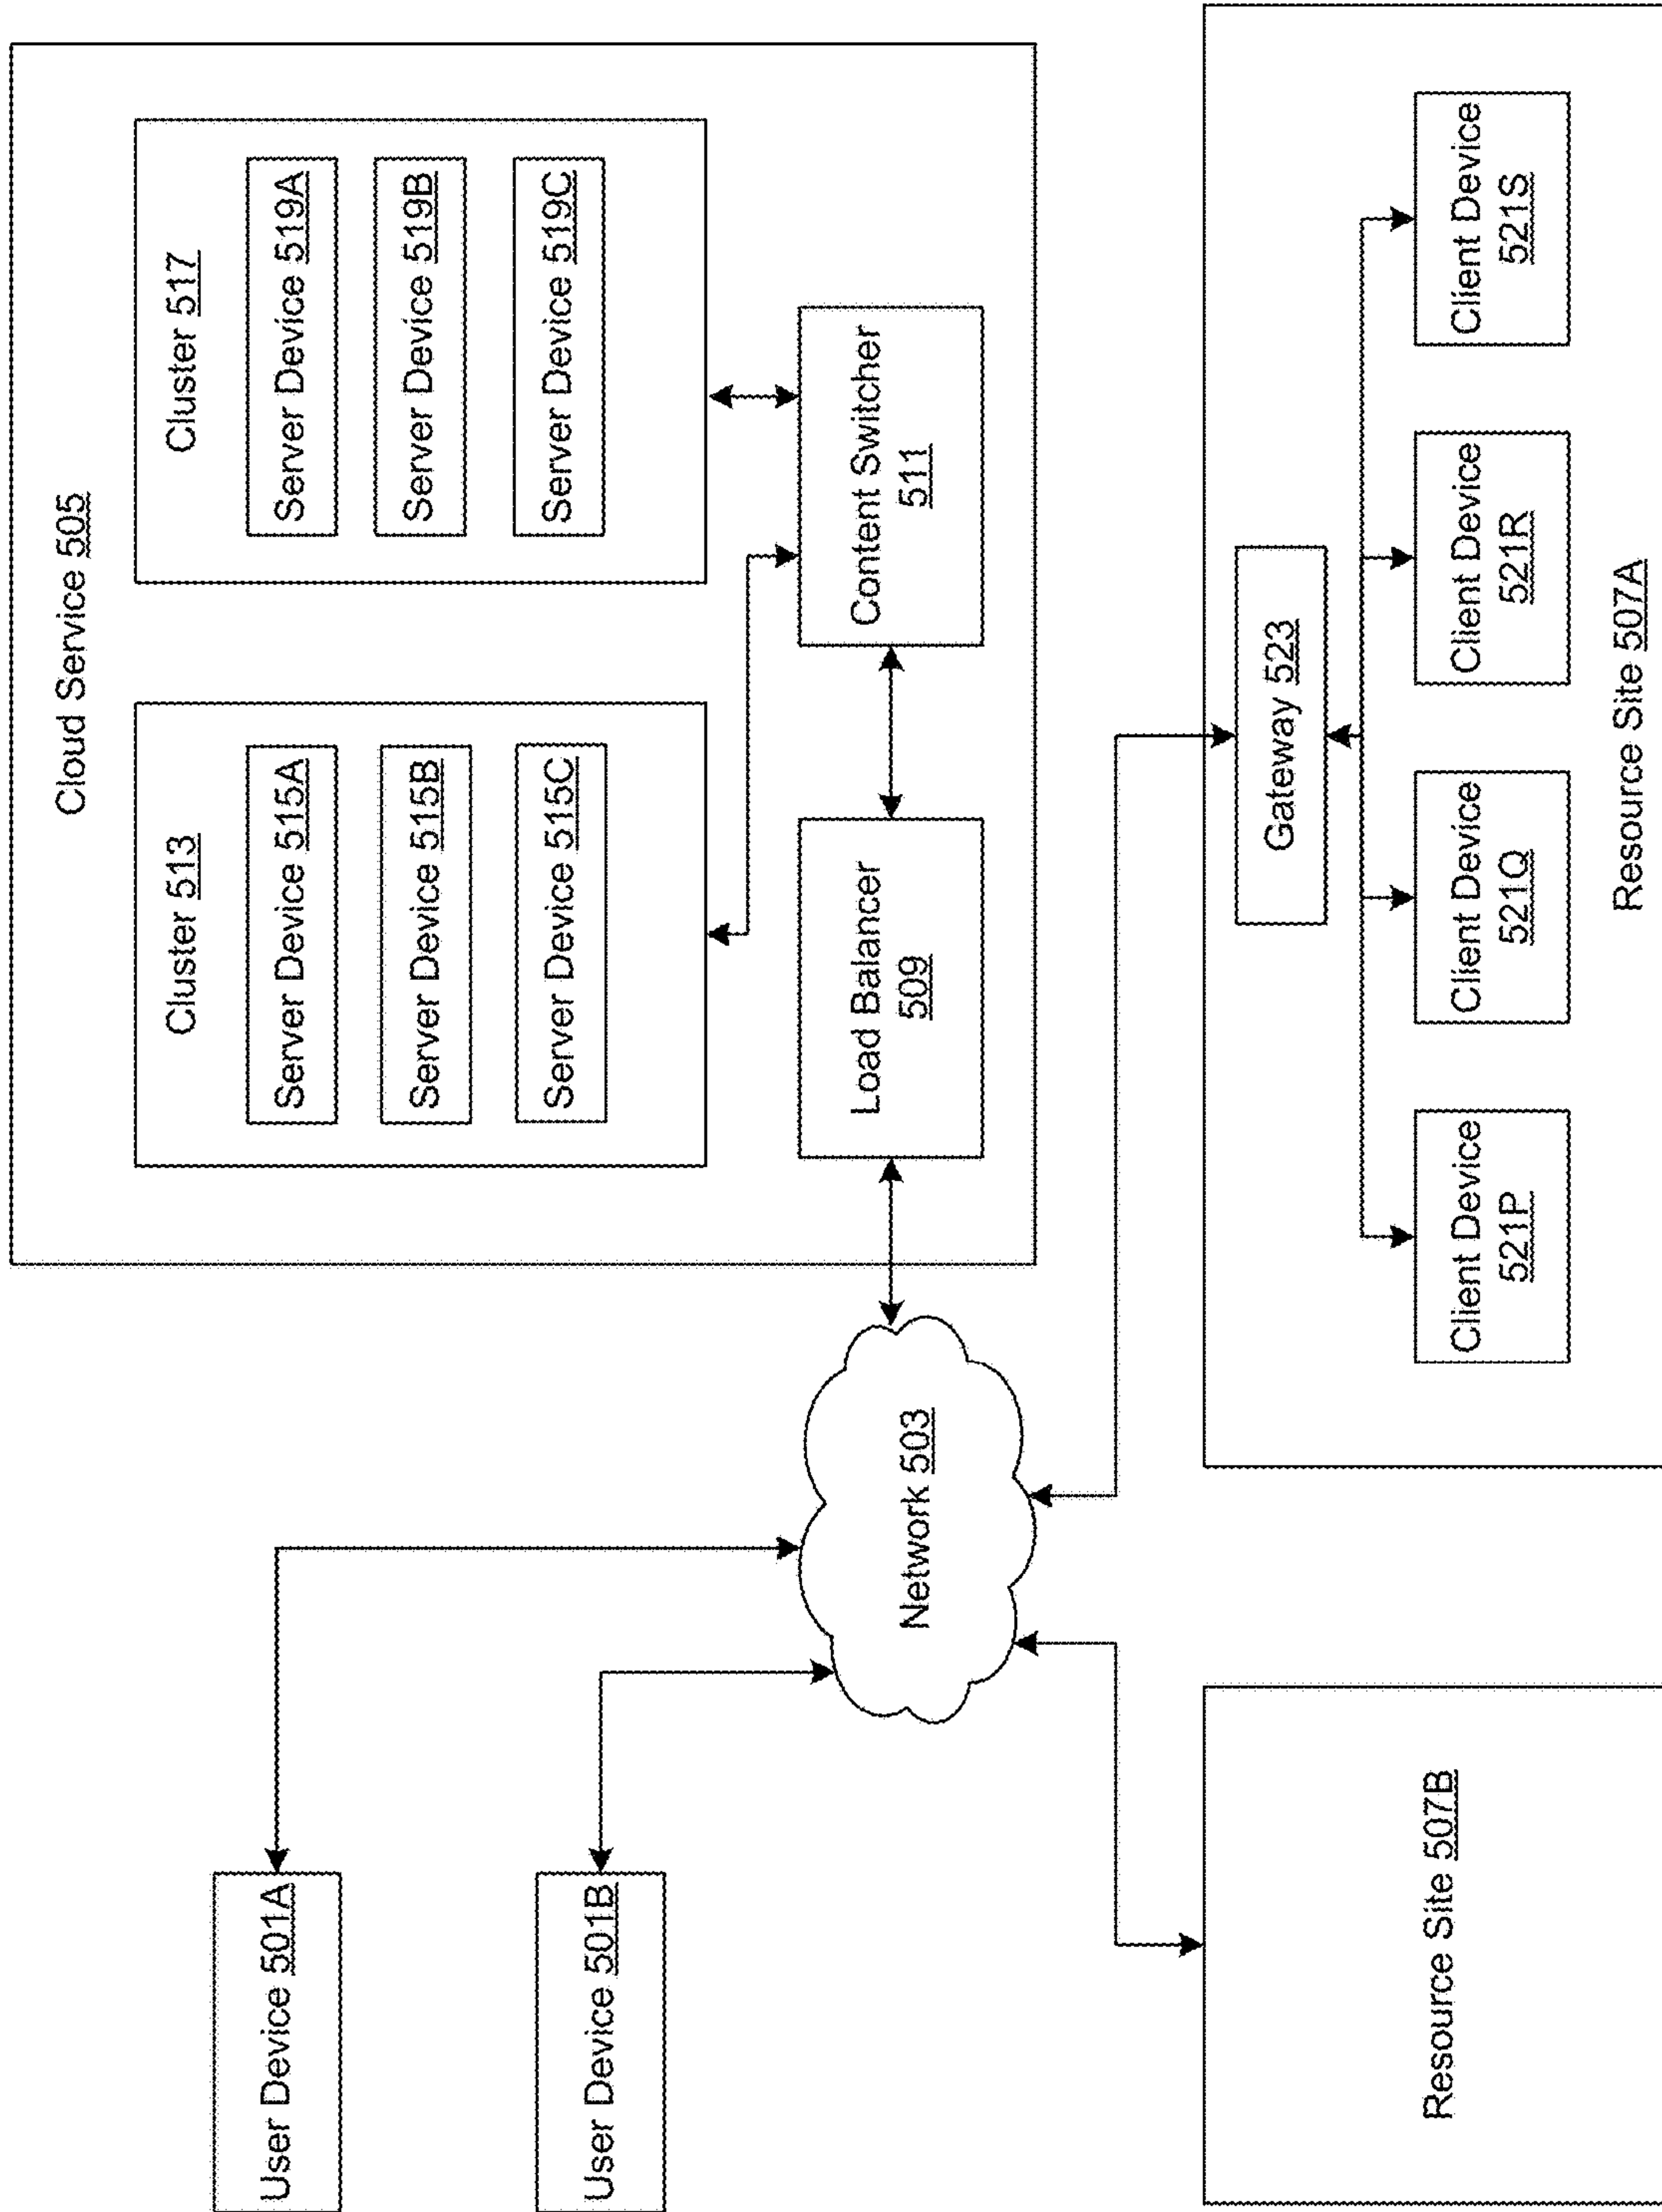 Cloud Service 505
Cluster 513
Server Device 515A
Server Device 515B
Server Device 515C
Cluster 517
Server Device 519A
Server Device 519B
Server Device 519C
User Device 501A
User Device 501B
Network 503
Load Balancer
509
Content Switcher
511
Resource Site 507B
Gateway 523
Client Device
521P
Client Device
521Q
Client Device
521R
Client Device
521S
Resource Site 507A